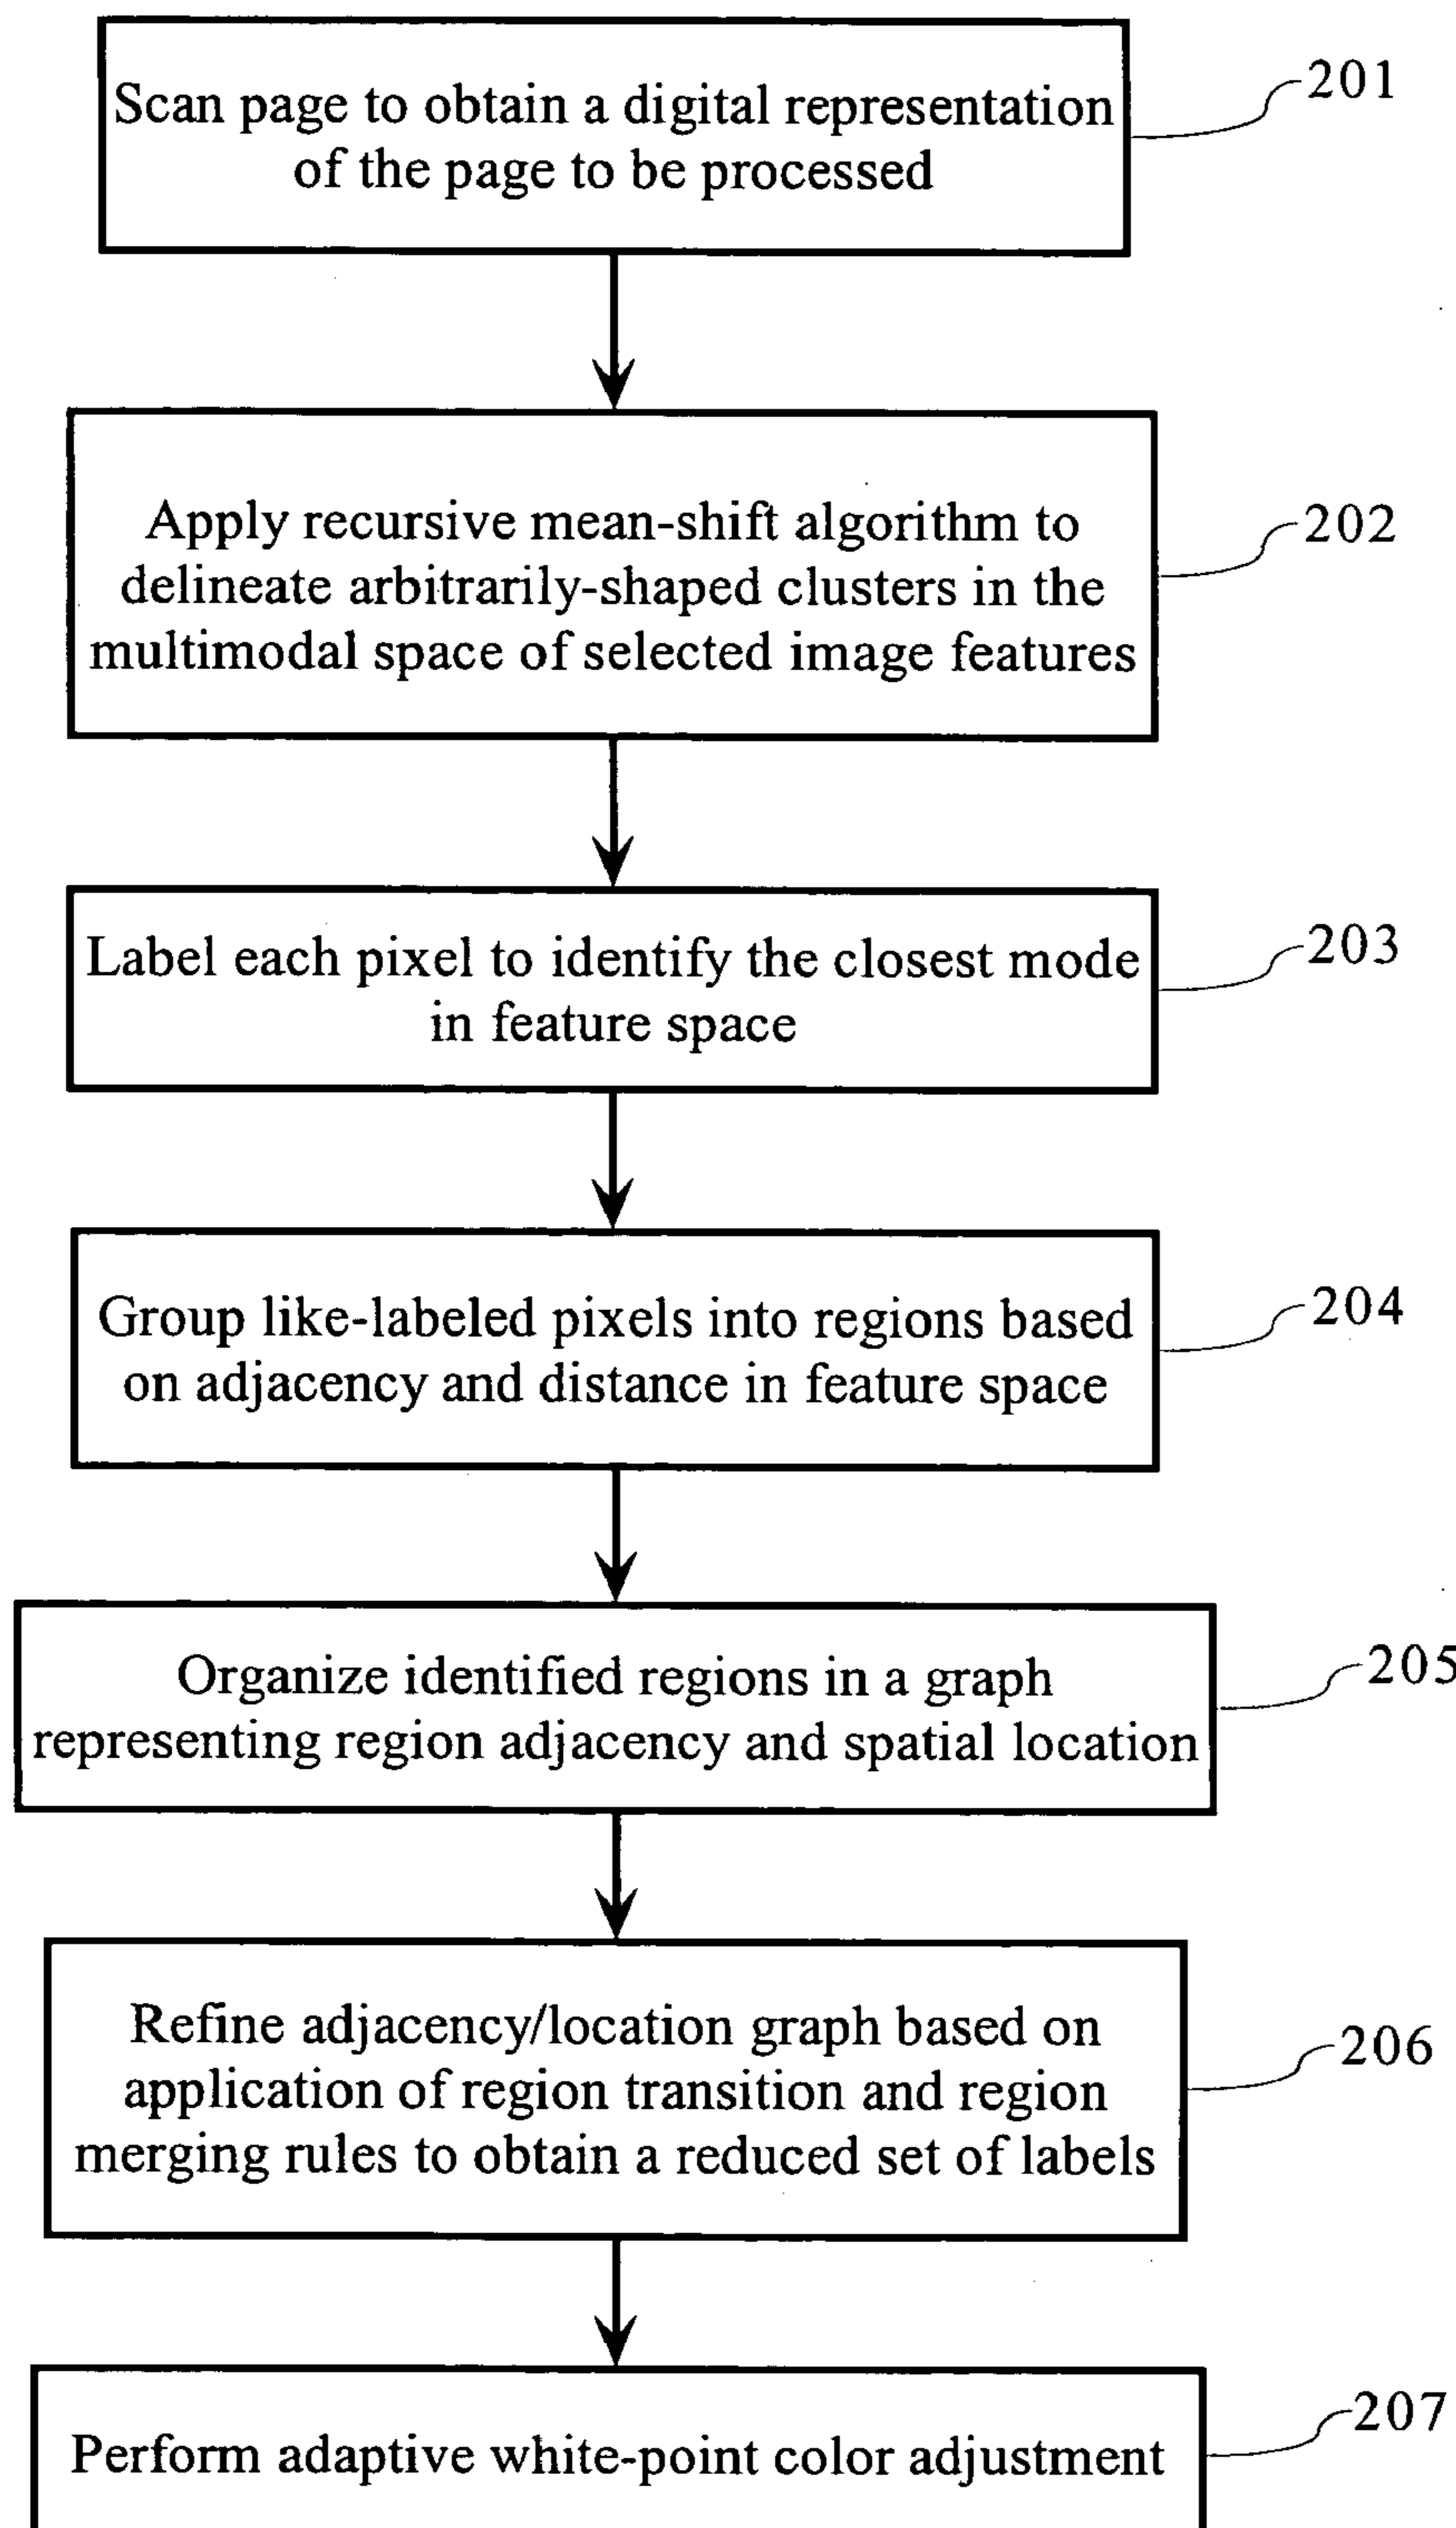 Scan page to obtain a digital representation
of the page to be processed
201
Apply recursive mean-shift algorithm to
delineate arbitrarily-shaped clusters in the
multimodal space of selected image features
202
Label each pixel to identify the closest mode
in feature space
203
Group like-labeled pixels into regions based
on adjacency and distance in feature space
204
Organize identified regions in a graph
representing region adjacency and spatial location
205
Refine adjacency/location graph based on
application of region transition and region
merging rules to obtain a reduced set of labels
206
Perform adaptive white-point color adjustment
207